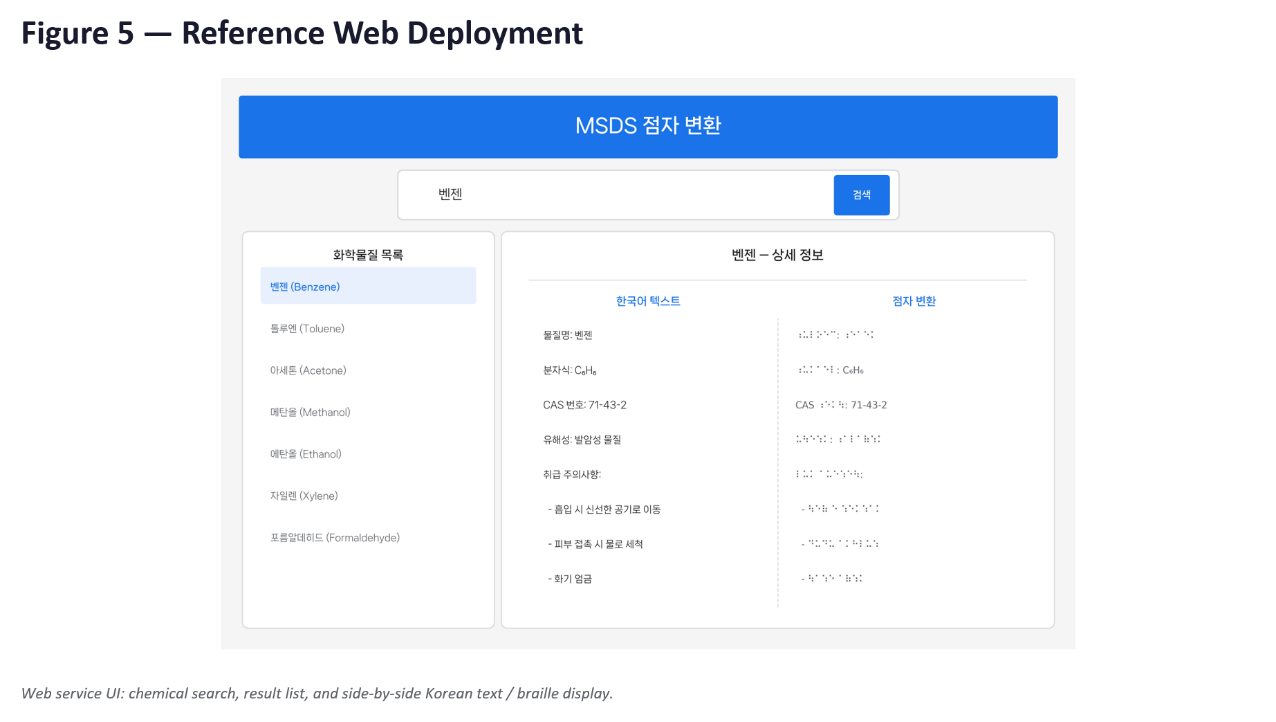 Figure 5 — Reference Web Deployment
MSDS 점자 변환
벤젠
검색
화학물질 목록
벤젠 (Benzene)
톨루엔 (Toluene)
아세톤 (Acetone)
메탄올 (Methanol)
에탄올 (Ethanol)
자일렌 (Xylene)
포름알데히드 (Formaldehyde)
벤젠 — 상세 정보
한국어 텍스트
점자 변환
물질명: 벤젠
분자식: C₆H₆
: C₆H₆
CAS 번호: 71-43-2
CAS : 71-43-2
유해성: 발암성 물질
취급 주의사항:
- 흡입 시 신선한 공기로 이동
- 피부 접촉 시 물로 세척
- 화기 엄금
Web service UI: chemical search, result list, and side-by-side Korean text / braille display.